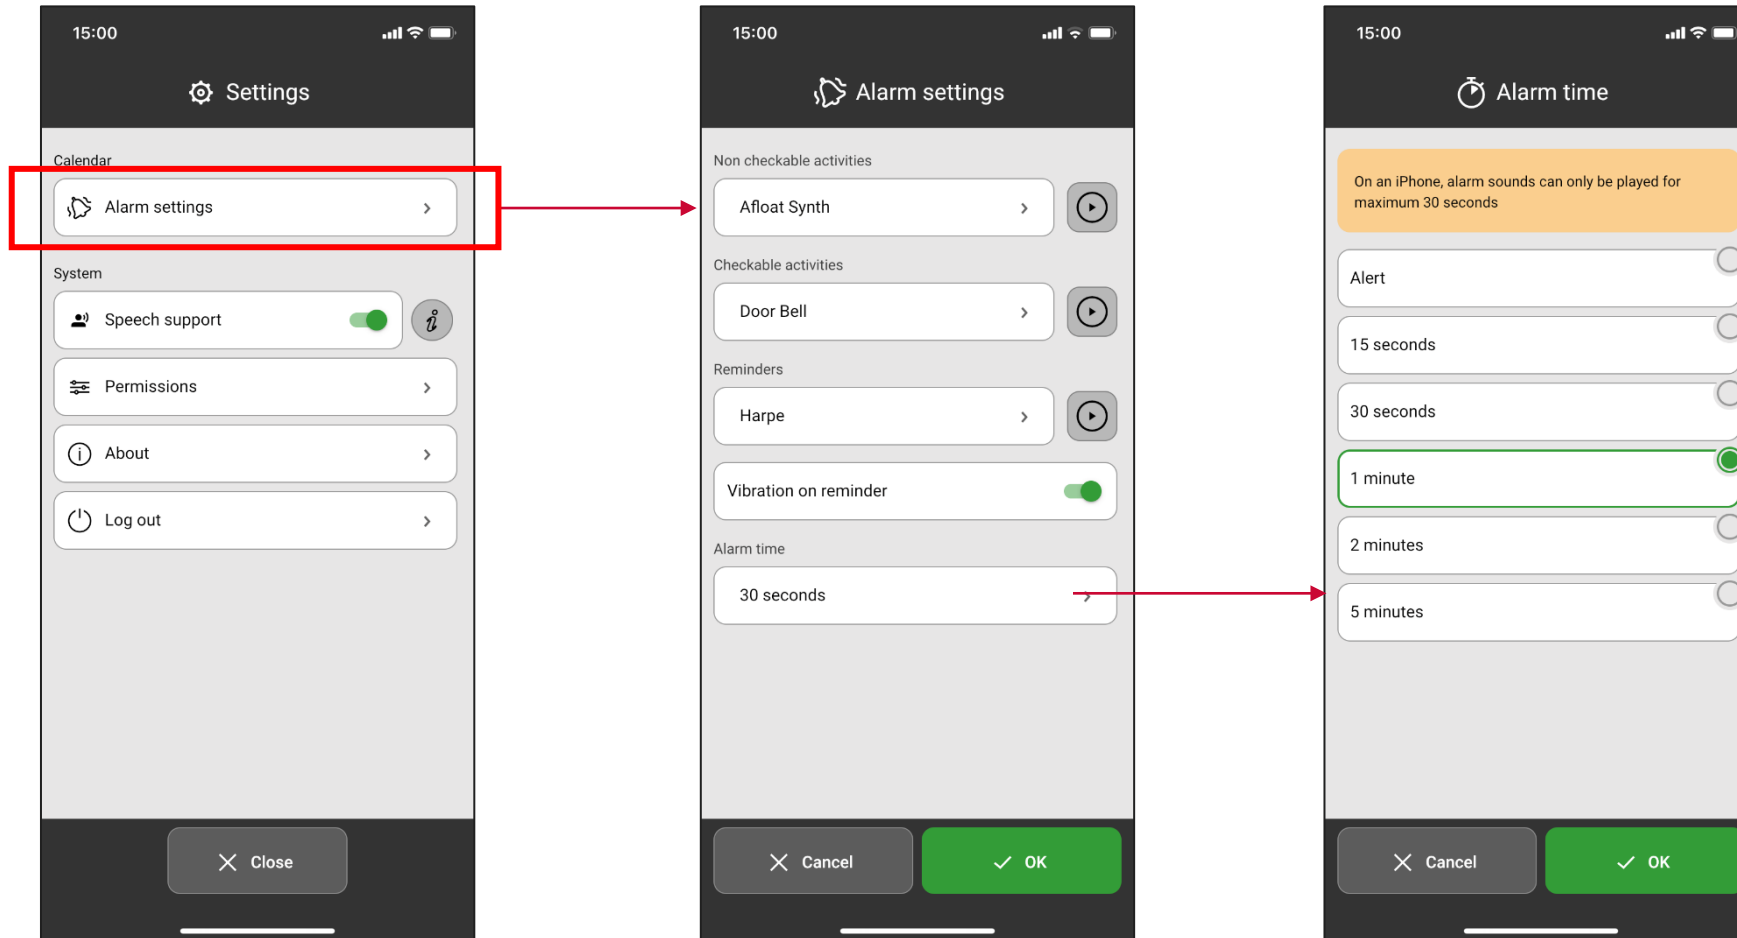 15:00
Settings
Calendar
Alarm settings
System
Speech support
Permissions
About
Log out
Close
15:00
Alarm settings
Non checkable activities
Afloat Synth
Checkable activities
Door Bell
Reminders
Harpe
Vibration on reminder
Alarm time
30 seconds
Cancel
OK
15:00
Alarm time
On an iPhone, alarm sounds can only be played for
maximum 30 seconds
Alert
15 seconds
30 seconds
1 minute
2 minutes
5 minutes
Cancel
OK